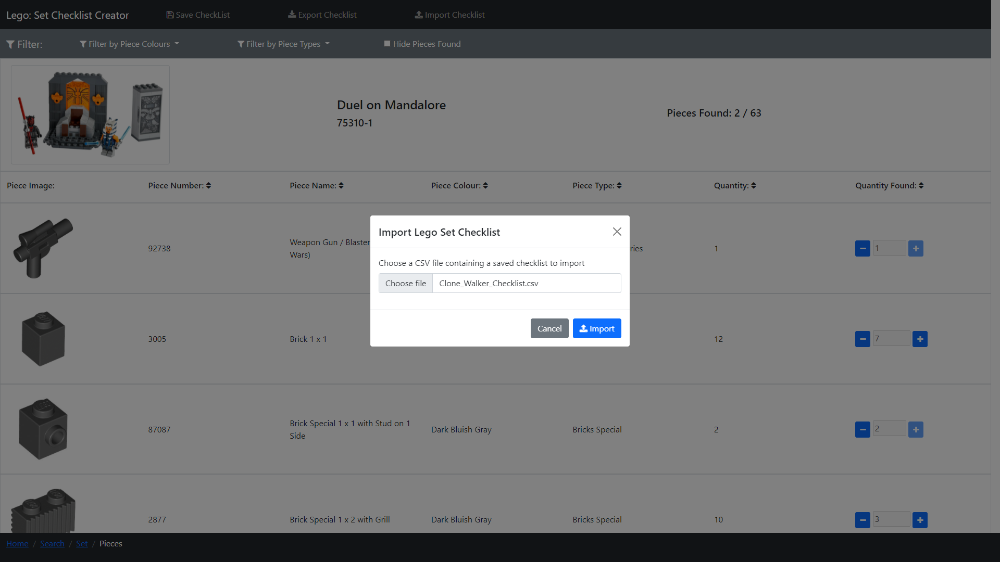 Lego: Set Checklist Creator
Save CheckList
Export Checklist
Import Checklist
Filter:
Filter by Piece Colours
Filter by Piece Types
Hide Pieces Found
Duel on Mandalore
75310-1
Pieces Found: 2 / 63
Piece Image:
Piece Number:
Piece Name:
Piece Colour:
Piece Type:
Quantity:
Quantity Found:
92738
Weapon Gun / Blaster
Wars)
ries
1
1
Import Lego Set Checklist
Choose a CSV file containing a saved checklist to import
Choose file
Clone_Walker_Checklist.csv
Cancel
Import
3005
Brick 1 x 1
12
7
87087
Brick Special 1 x 1 with Stud on 1
Side
Dark Bluish Gray
Bricks Special
2
2
2877
Brick Special 1 x 2 with Grill
Dark Bluish Gray
Bricks Special
10
3
Home / Search / Set / Pieces